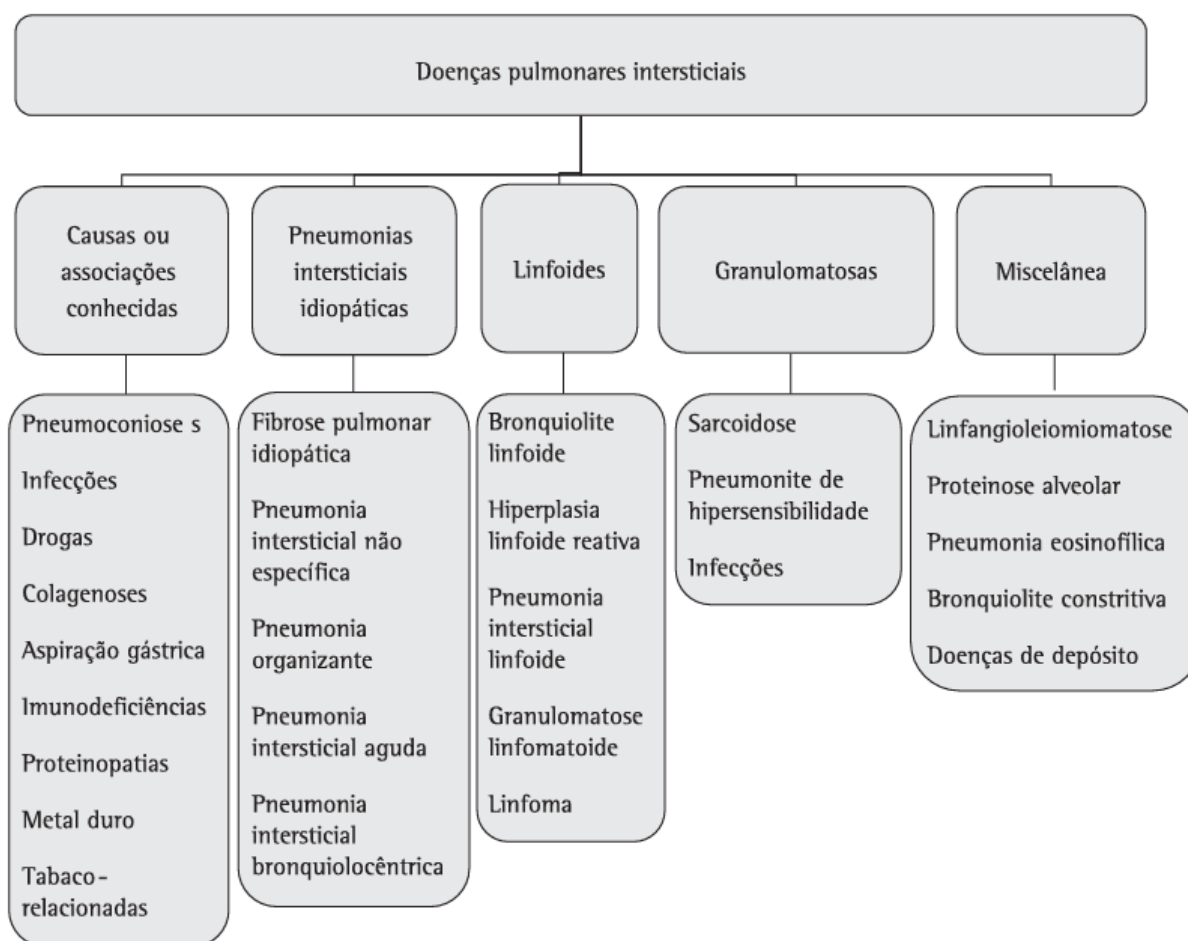 Doenças pulmonares intersticiais
Causas ou
associações
conhecidas
Pneumonias
intersticiais
idiopáticas
Linfoides
Granulomatosas
Miscelânea
Pneumoconiose s
Infecções
Drogas
Colagenoses
Aspiração gástrica
Imunodeficiências
Proteinopatias
Metal duro
Tabaco-
relacionadas
Fibrose pulmonar
idiopática
Pneumonia
intersticial não
específica
Pneumonia
organizante
Pneumonia
intersticial aguda
Pneumonia
intersticial
bronquiolocêntrica
Bronquiolite
linfoide
Hiperplasia
linfoide reativa
Pneumonia
intersticial
linfoide
Granulomatose
linfomatoide
Linfoma
Sarcoidose
Pneumonite de
hipersensibilidade
Infecções
Linfangioleiomiomatose
Proteinose alveolar
Pneumonia eosinofílica
Bronquiolite constritiva
Doenças de depósito